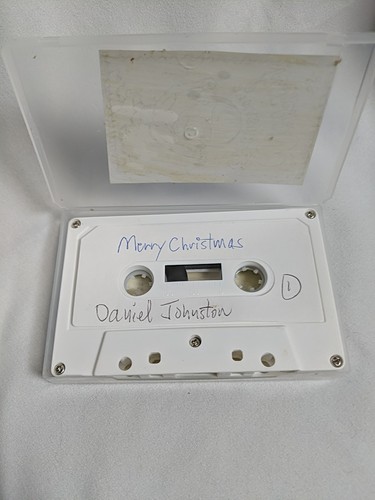 Merry Christmas
1
Daniel Johnston